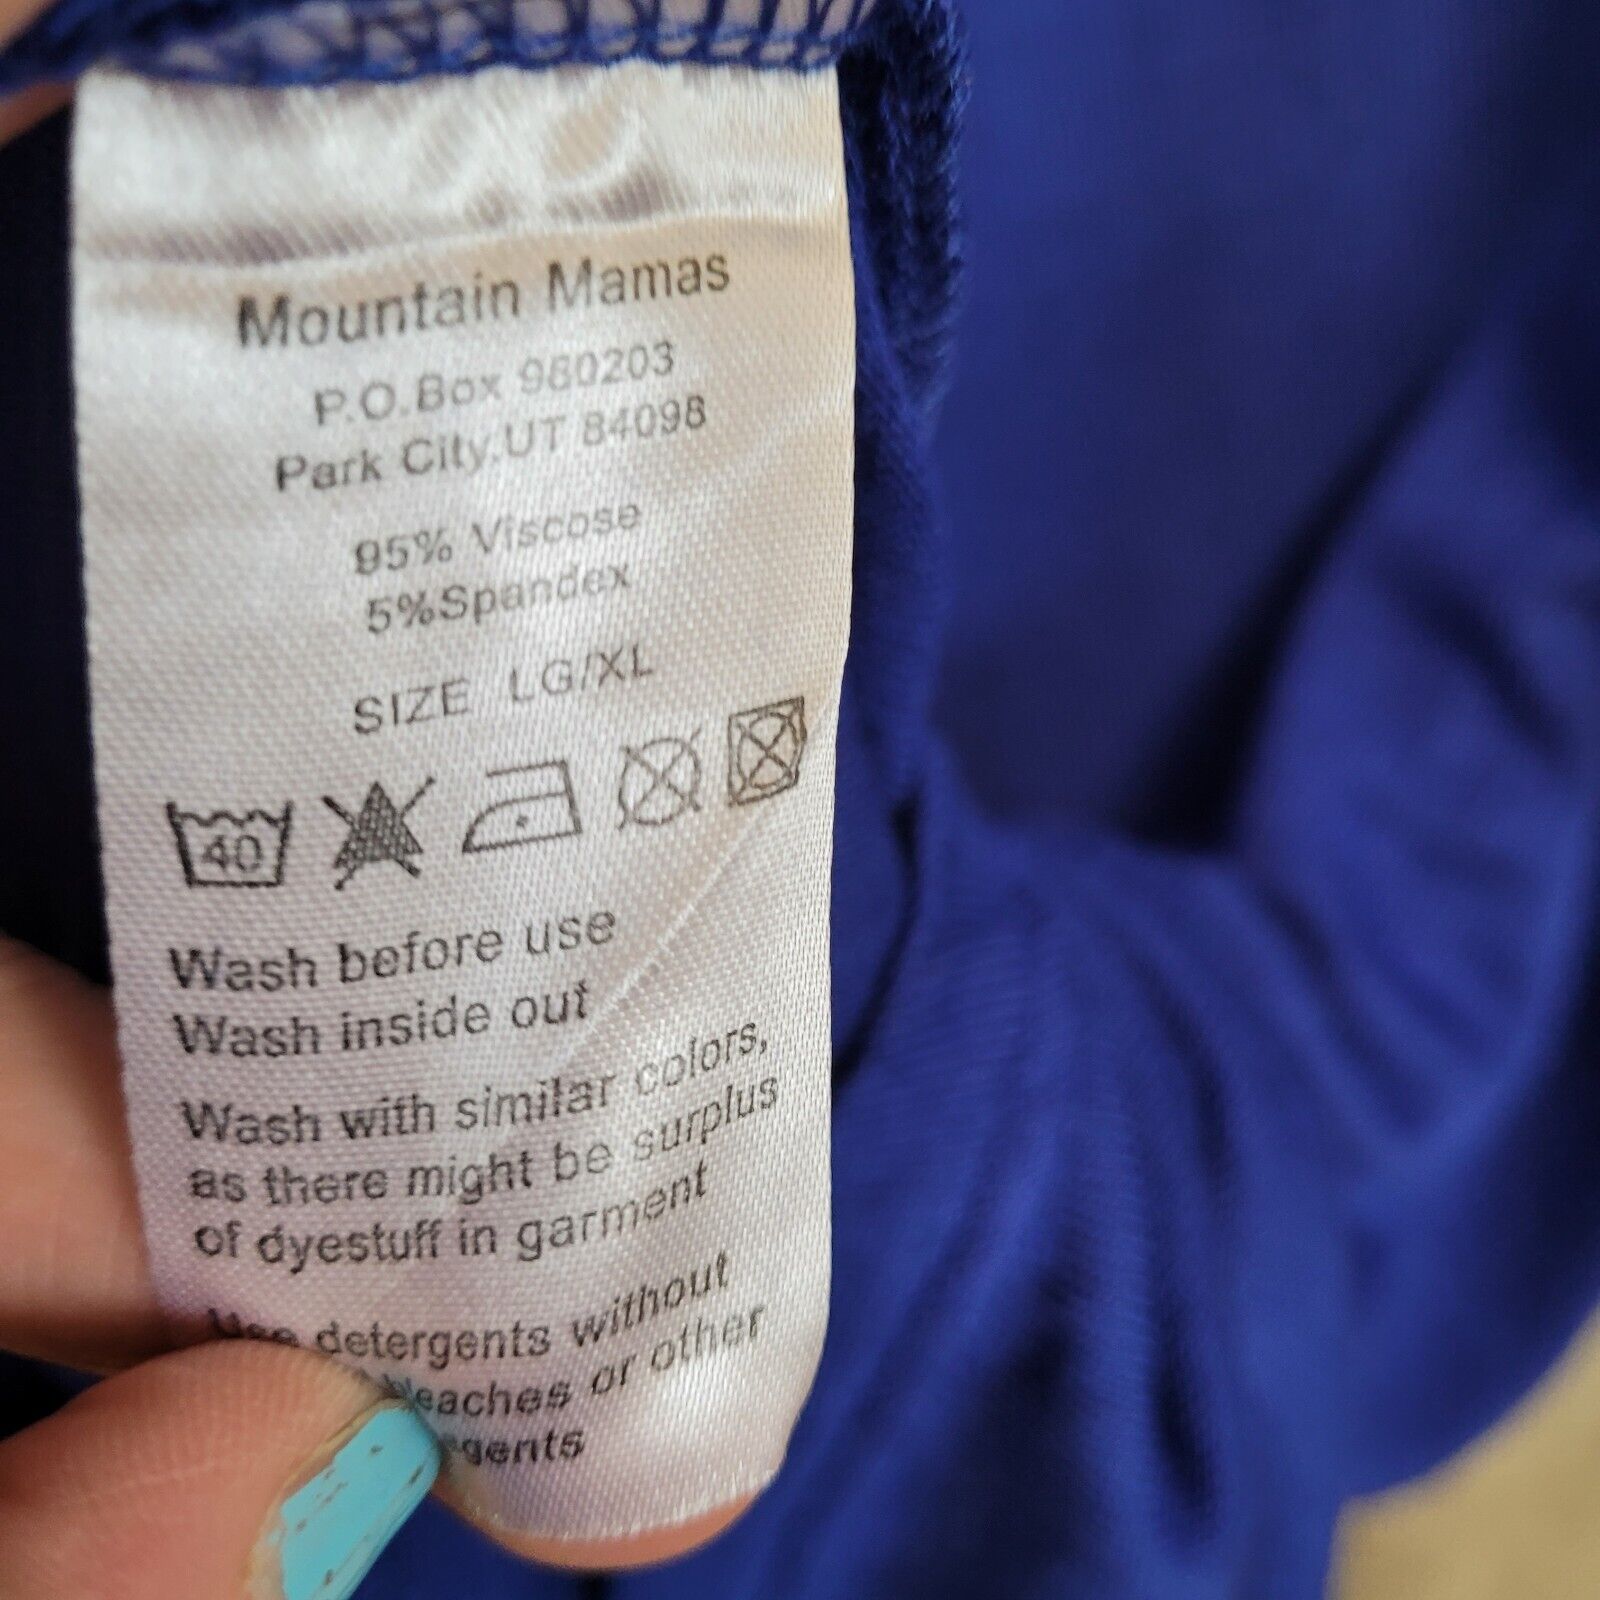 Mountain Mamas
P.O.Box 980203
Park City,UT 84098
95% Viscose
5%Spandex
SIZE LG/XL
40
Wash before use
Wash inside out
Wash with similar colors,
as there might be surplus
of dyestuff in garment
Use detergents without
or other